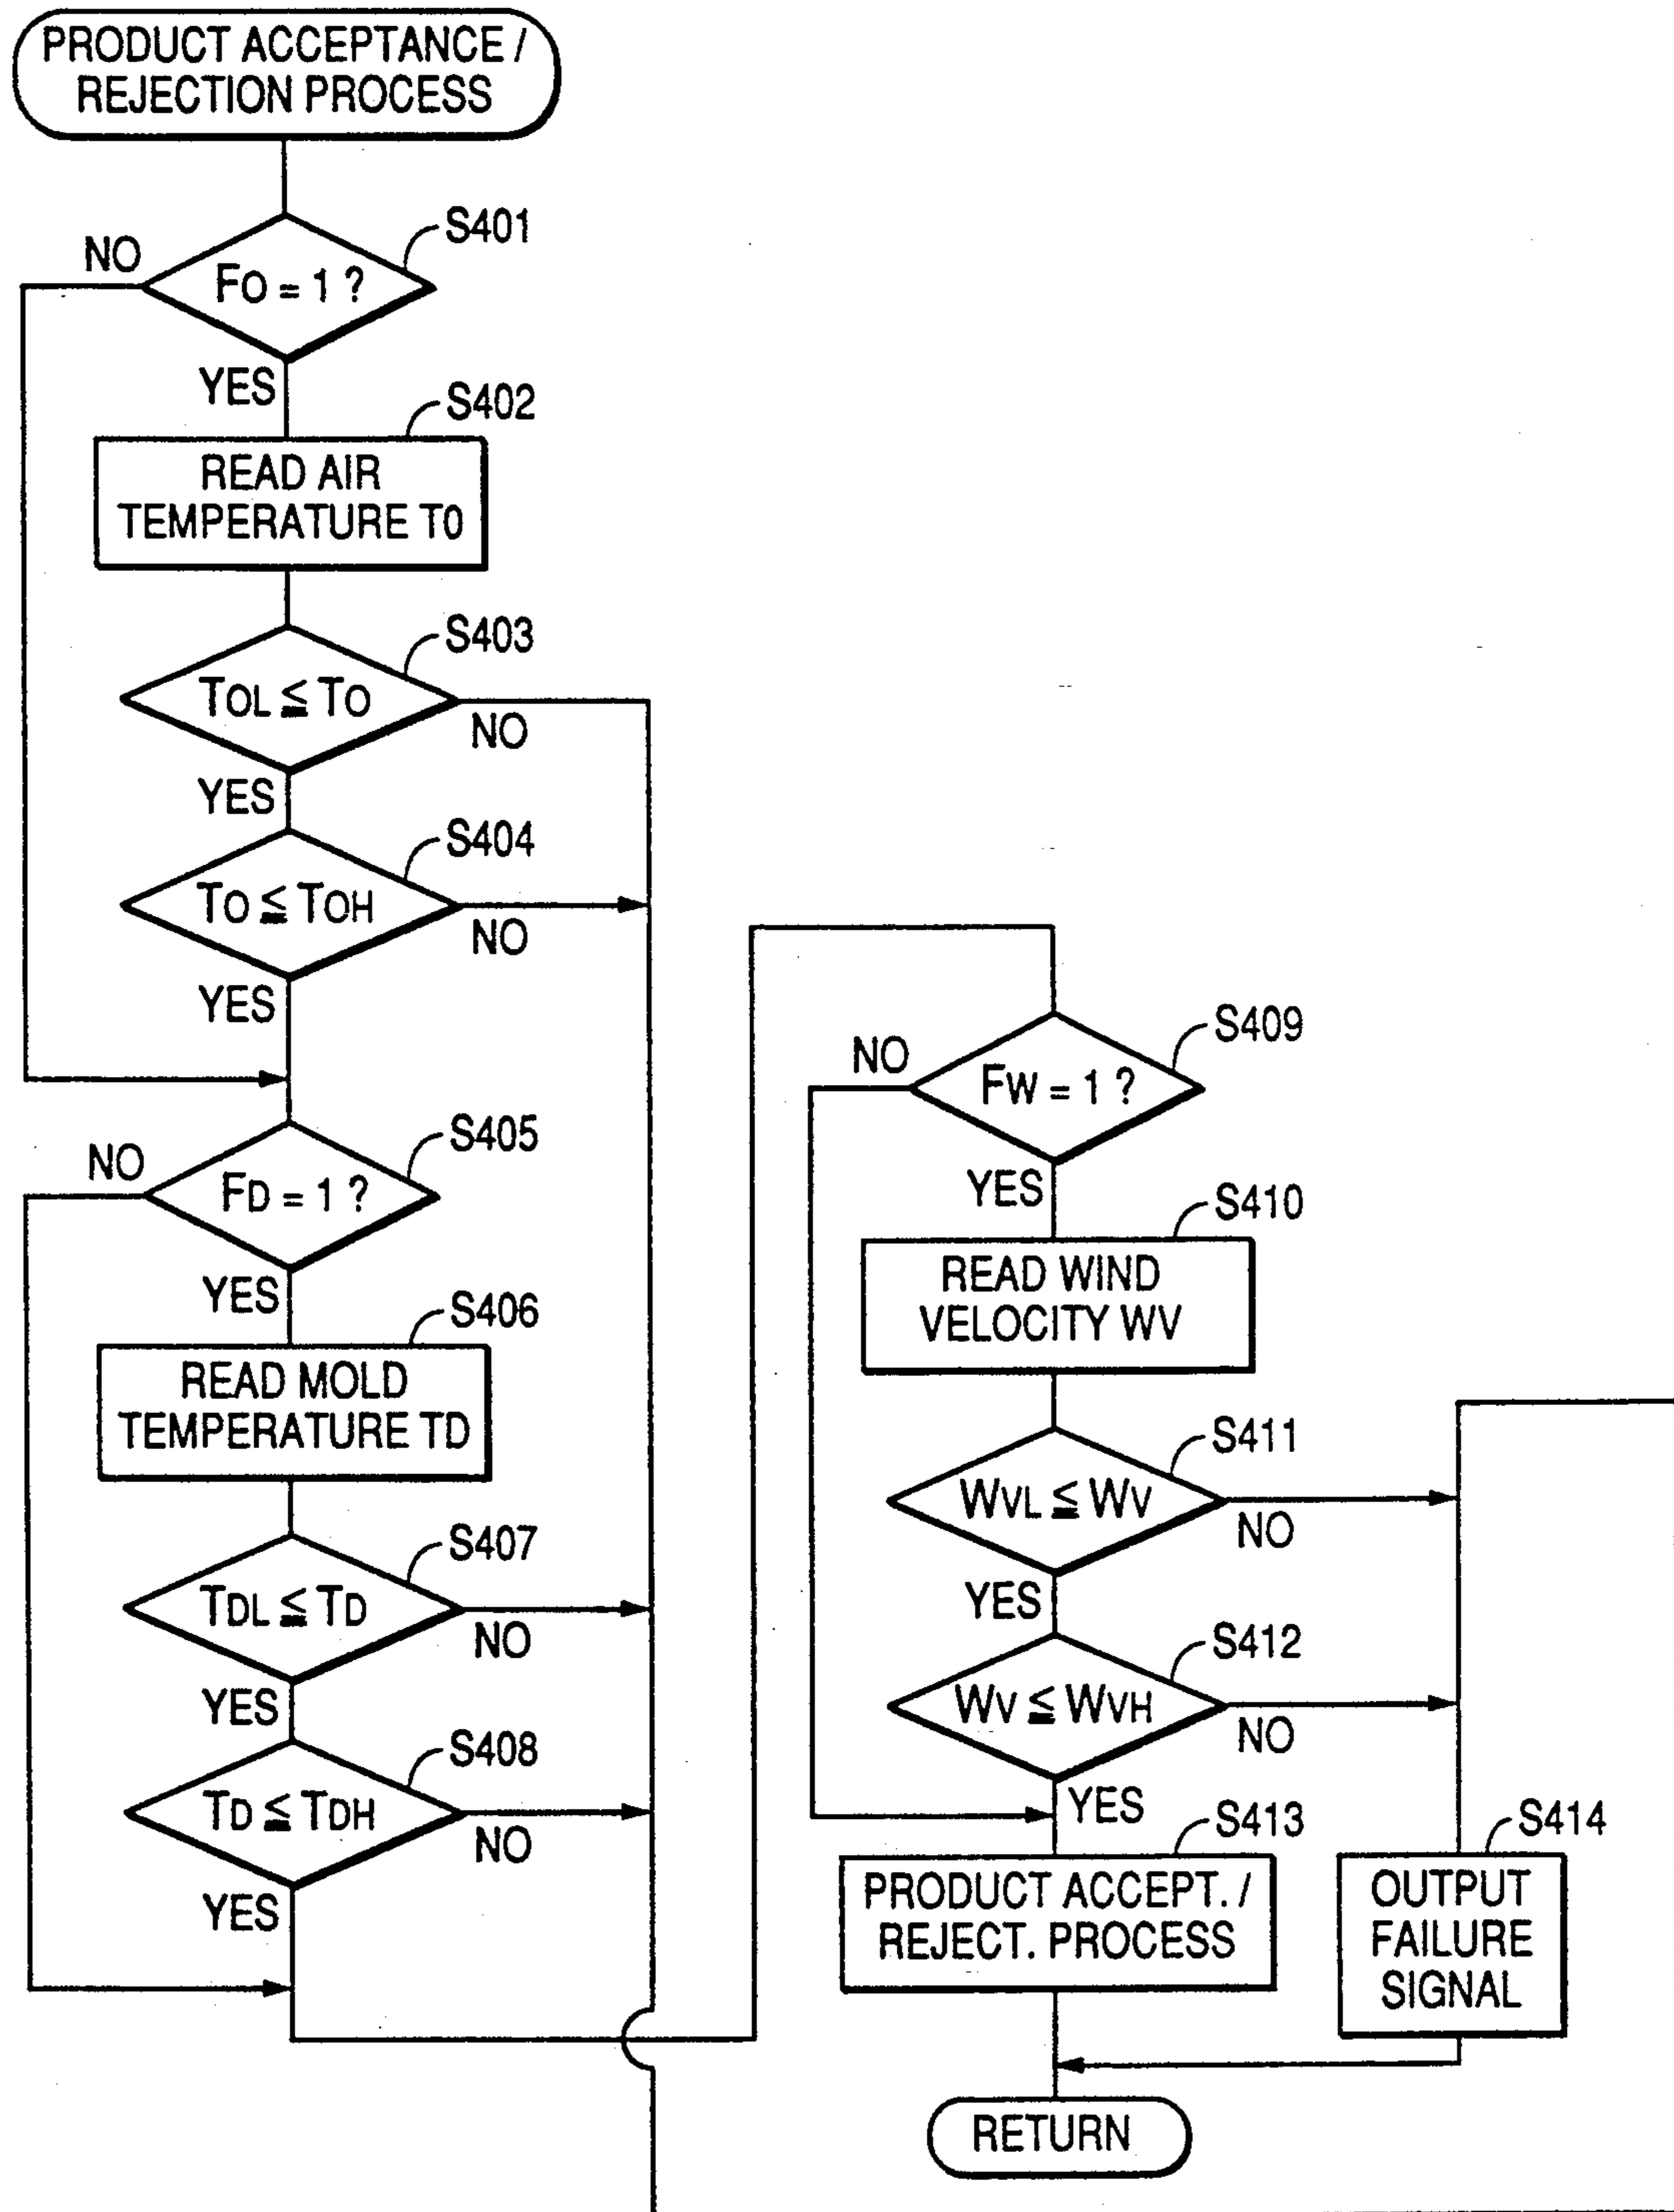 PRODUCT ACCEPTANCE /
REJECTION PROCESS
S401
NO
FO = 1 ?
YES
S402
READ AIR
TEMPERATURE T0
S403
TOL ≦ TO
NO
YES
S404
TO ≦ TOH
NO
YES
S405
NO
FD = 1 ?
YES
S406
READ MOLD
TEMPERATURE TD
S407
TDL ≦ TD
NO
YES
S408
TD ≦ TDH
NO
YES
S409
NO
FW = 1 ?
YES
S410
READ WIND
VELOCITY WV
S411
WVL ≦ WV
NO
YES
S412
WV ≦ WVH
NO
YES
S413
PRODUCT ACCEPT. /
REJECT. PROCESS
S414
OUTPUT
FAILURE
SIGNAL
RETURN